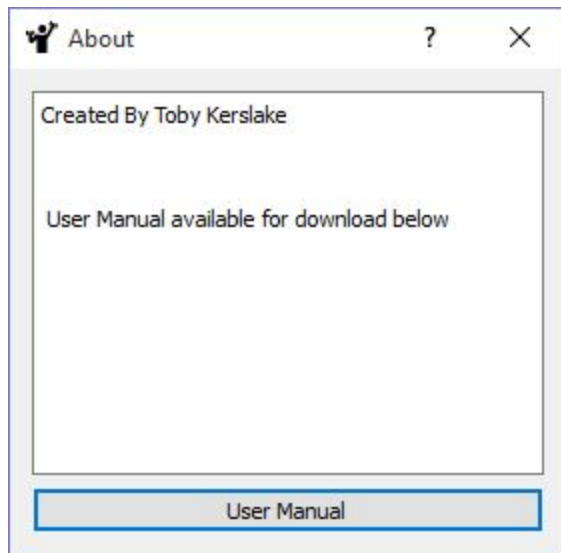 About ?
Created By Toby Kerslake
User Manual available for download below
User Manual